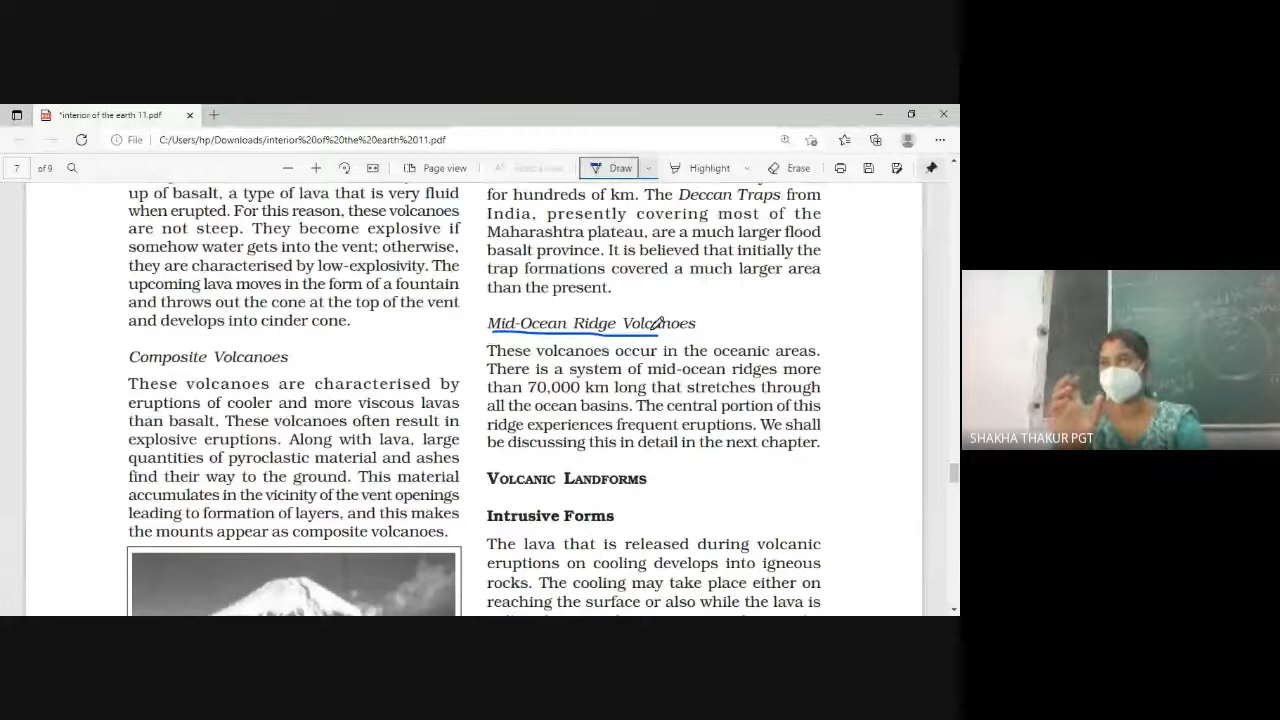 *interior of the earth 11.pdf
File
C:/Users/hp/Downloads/interior%20of%20the%20earth%2011.pdf
7
of 9
Page view
Draw
Highlight
Erase
up of basalt, a type of lava that is very fluid
when erupted. For this reason, these volcanoes
are not steep. They become explosive if
somehow water gets into the vent; otherwise,
they are characterised by low-explosivity. The
upcoming lava moves in the form of a fountain
and throws out the cone at the top of the vent
and develops into cinder cone.
Composite Volcanoes
These volcanoes are characterised by
eruptions of cooler and more viscous lavas
than basalt. These volcanoes often result in
explosive eruptions. Along with lava, large
quantities of pyroclastic material and ashes
find their way to the ground. This material
accumulates in the vicinity of the vent openings
leading to formation of layers, and this makes
the mounts appear as composite volcanoes.
for hundreds of km. The Deccan Traps from
India, presently covering most of the
Maharashtra plateau, are a much larger flood
basalt province. It is believed that initially the
trap formations covered a much larger area
than the present.
Mid-Ocean Ridge Volcanoes
These volcanoes occur in the oceanic areas.
There is a system of mid-ocean ridges more
than 70,000 km long that stretches through
all the ocean basins. The central portion of this
ridge experiences frequent eruptions. We shall
be discussing this in detail in the next chapter.
VOLCANIC LANDFORMS
Intrusive Forms
The lava that is released during volcanic
eruptions on cooling develops into igneous
rocks. The cooling may take place either on
reaching the surface or also while the lava is
SHAKHA THAKUR PGT